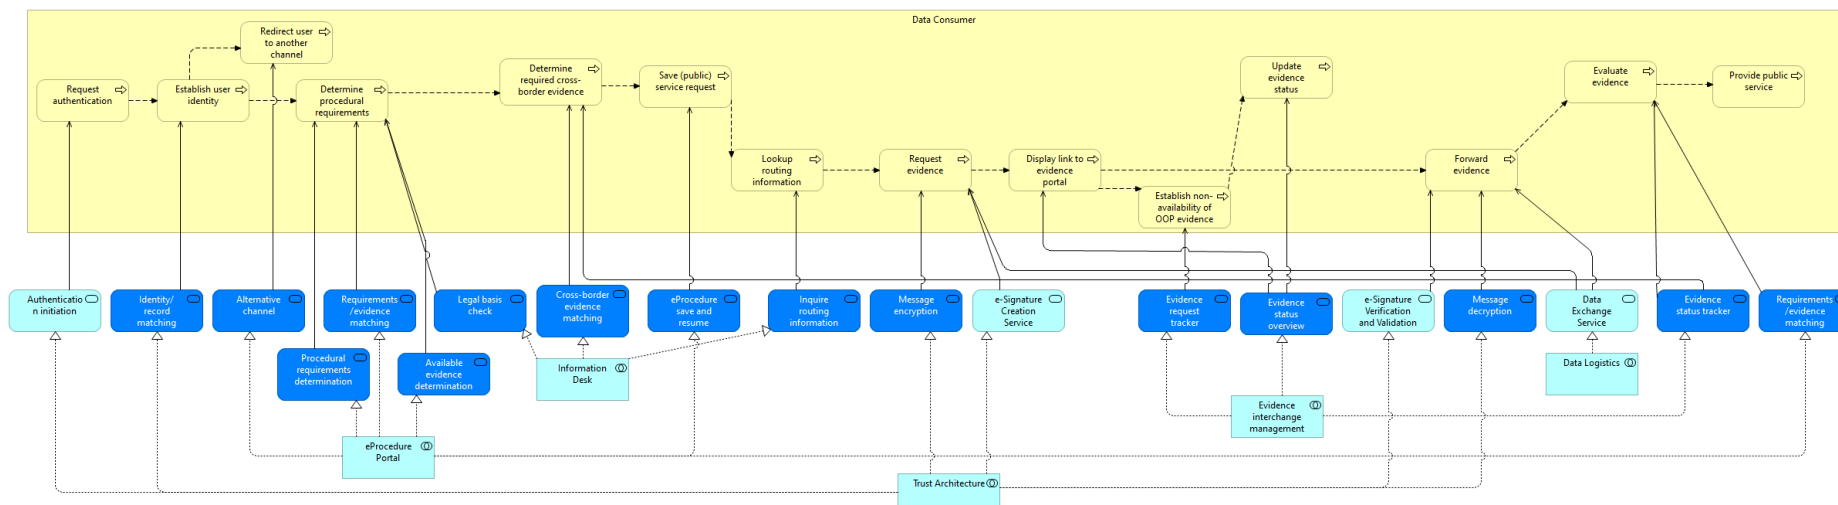 Data Consumer
Redirect user
to another
channel
Request
authentication
Establish user
identity
Determine
procedural
requirements
Determine
required cross-
border evidence
Save (public)
service request
Update
evidence
status
Evaluate
evidence
Provide public
service
Lookup
routing
information
Request
evidence
Display link to
evidence
portal
Establish non-
availability of
OOP evidence
Forward
evidence
Authenticatio
n initiation
Identity/
record
matching
Alternative
channel
Requirements
/evidence
matching
Legal basis
check
Cross-border
evidence
matching
eProcedure
save and
resume
Inquire
routing
information
Message
encryption
e-Signature
Creation
Service
Evidence
request
tracker
Evidence
status
overview
e-Signature
Verification
and Validation
Message
decryption
Data
Exchange
Service
Evidence
status tracker
Requirements
/evidence
matching
Procedural
requirements
determination
Available
evidence
determination
Information
Desk
Data Logistics
Evidence
interchange
management
eProcedure
Portal
Trust Architecture